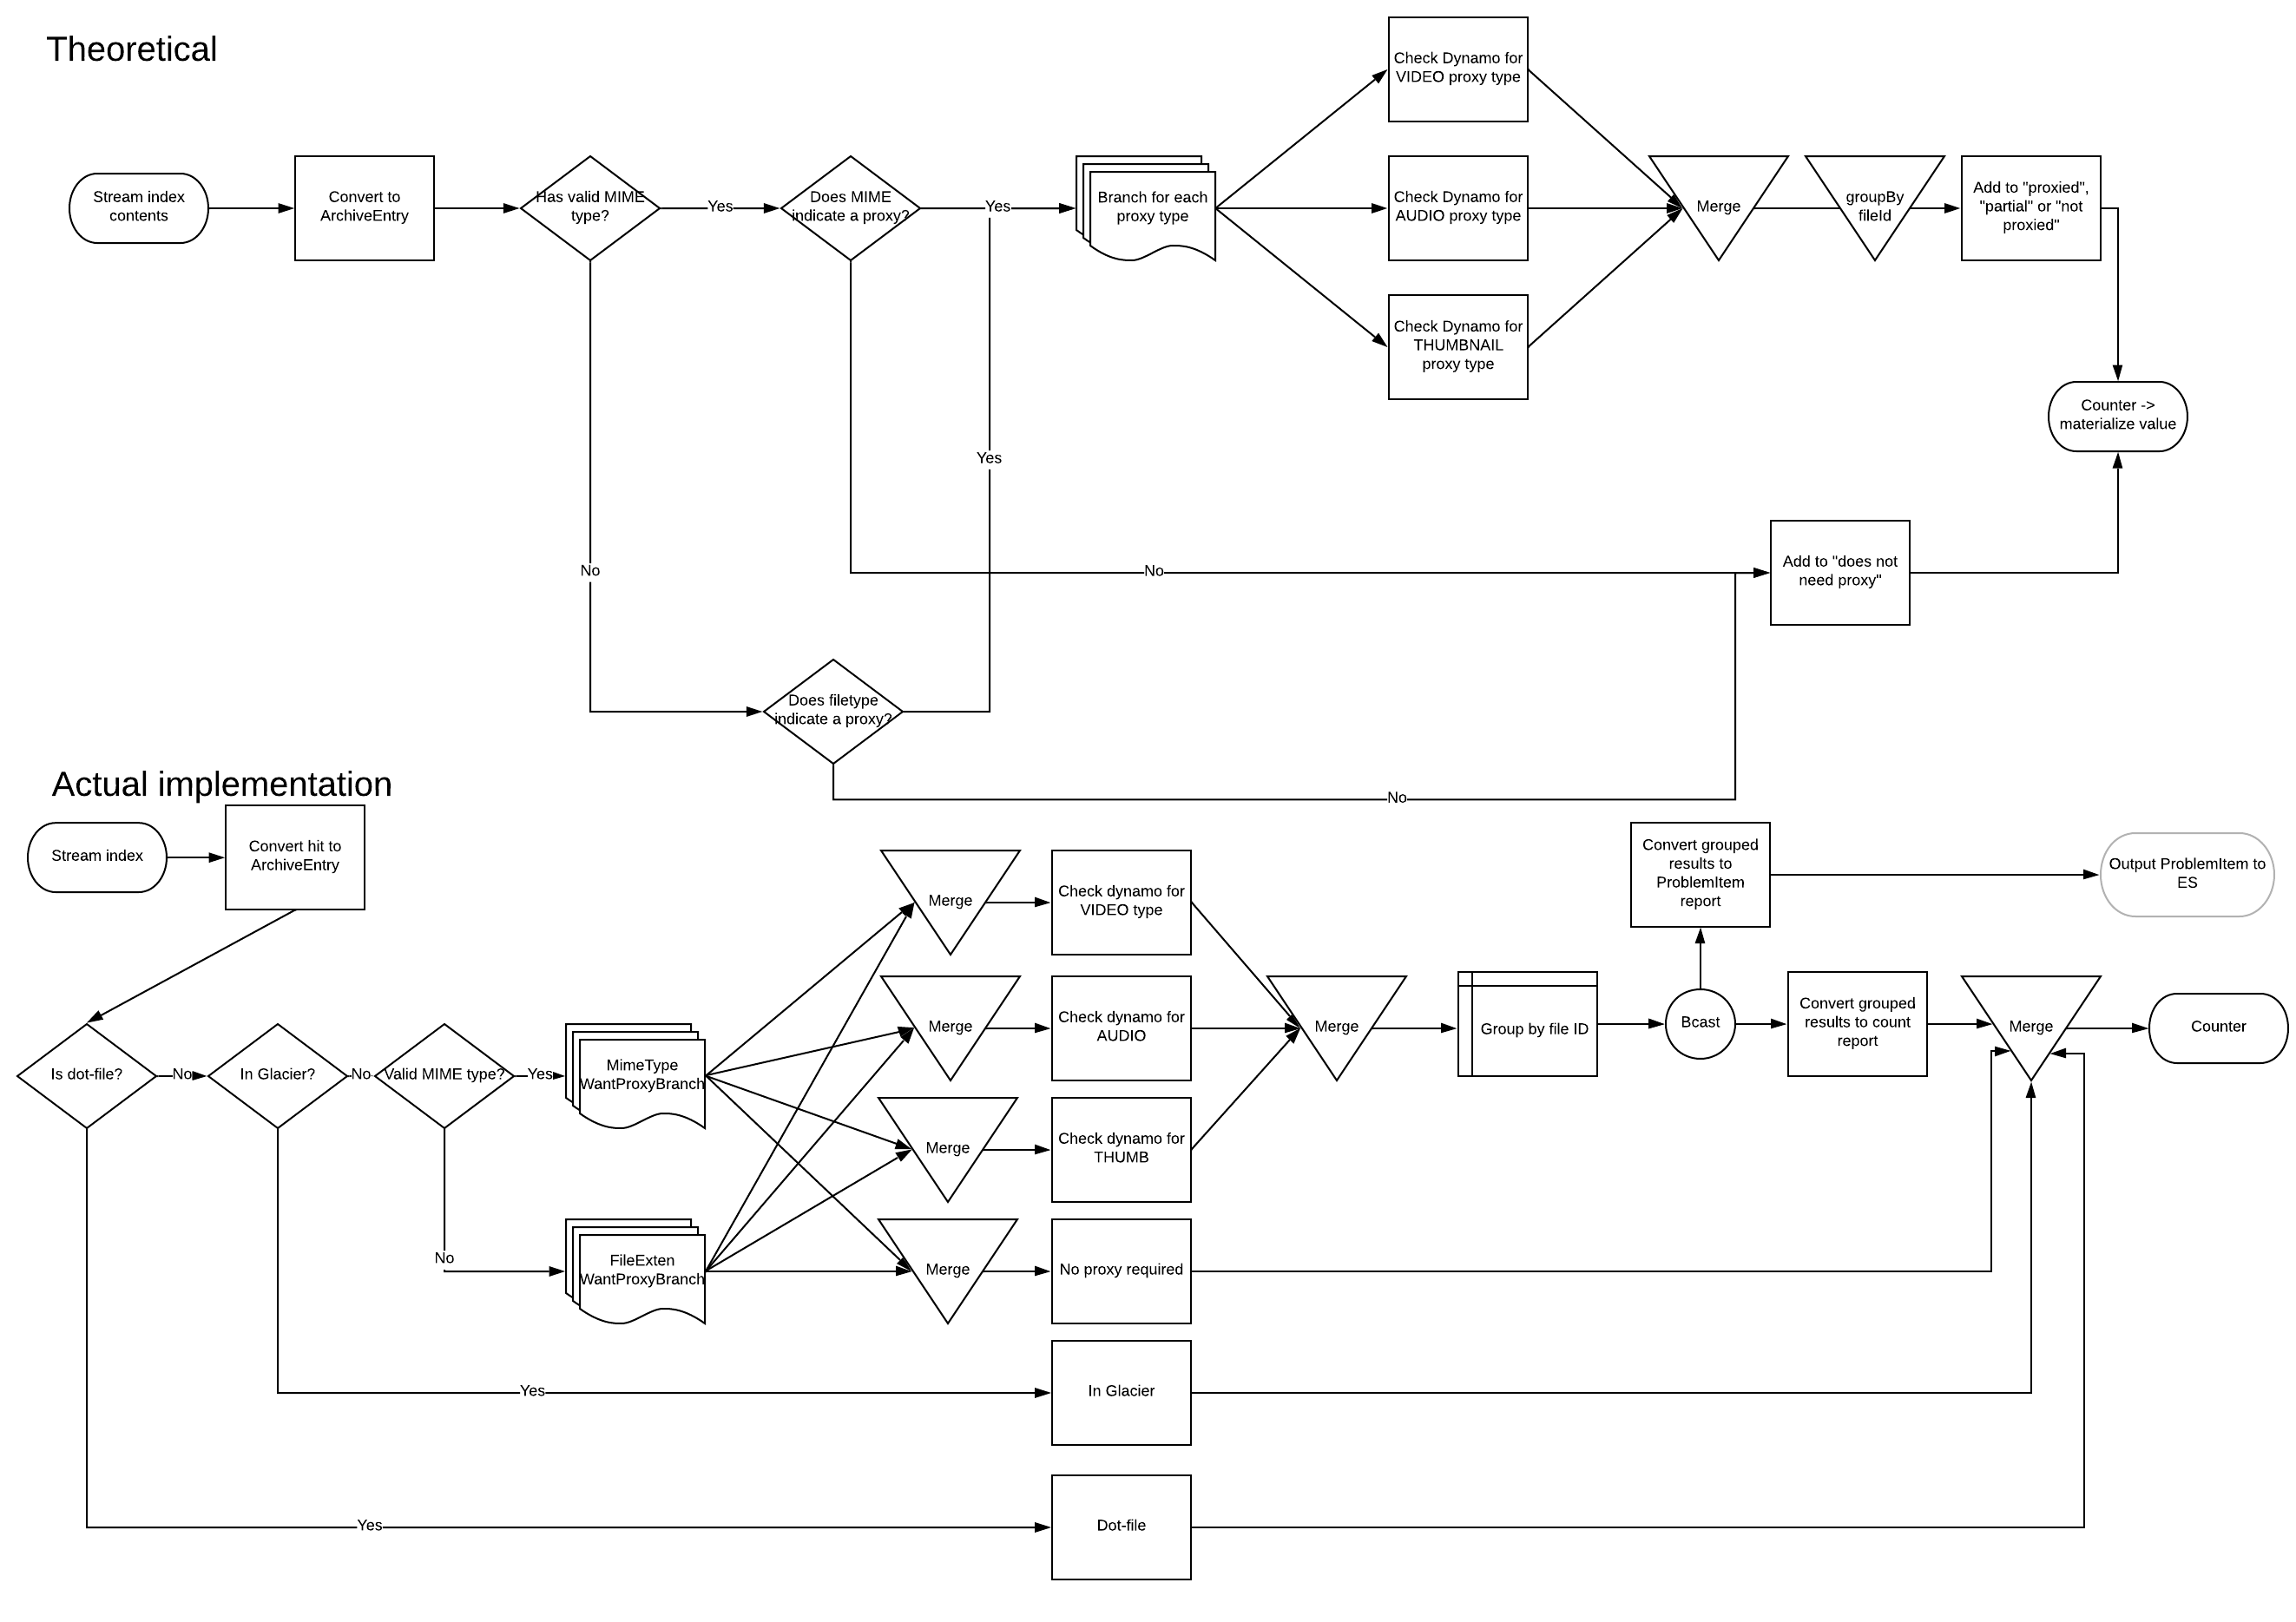 Theoretical
Stream index
contents
Convert to
ArchiveEntry
Has valid MIME
type?
Yes
Does MIME
indicate a proxy?
Yes
Branch for each
proxy type
Check Dynamo for
VIDEO proxy type
Check Dynamo for
AUDIO proxy type
Check Dynamo for
THUMBNAIL
proxy type
Merge
groupBy
fileId
Add to "proxied",
"partial" or "not
proxied"
Counter ->
materialize value
Yes
No
No
Add to "does not
need proxy"
Does filetype
indicate a proxy?
No
Actual implementation
Stream index
Convert hit to
ArchiveEntry
Is dot-file?
No
In Glacier?
No
Valid MIME type?
Yes
MimeType
WantProxyBranch
No
FileExten
WantProxyBranch
Merge
Check dynamo for
VIDEO type
Merge
Check dynamo for
AUDIO
Merge
Check dynamo for
THUMB
Merge
No proxy required
Merge
Group by file ID
Bcast
Convert grouped
results to
ProblemItem
report
Output ProblemItem to
ES
Convert grouped
results to count
report
Merge
Counter
Yes
In Glacier
Yes
Dot-file